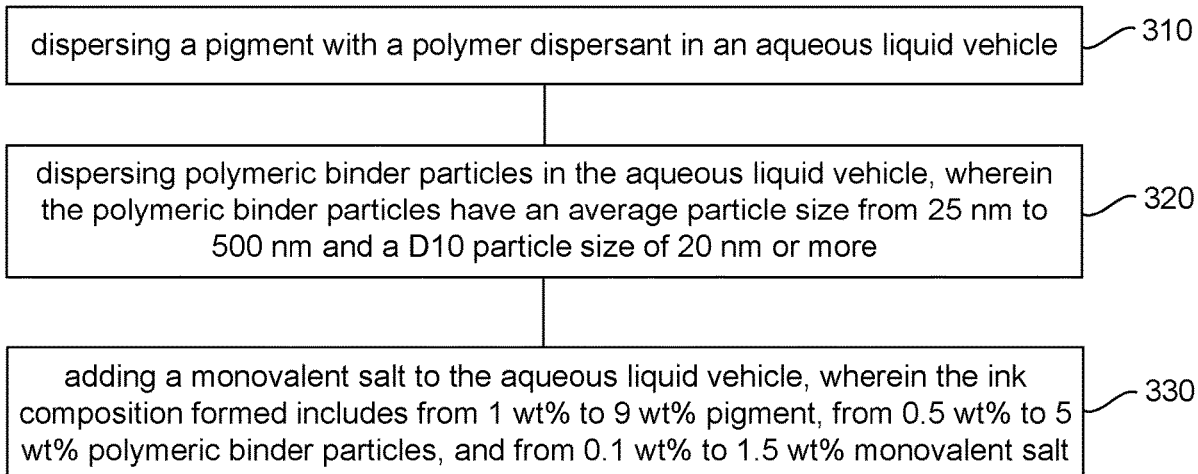 dispersing a pigment with a polymer dispersant in an aqueous liquid vehicle
310
dispersing polymeric binder particles in the aqueous liquid vehicle, wherein
the polymeric binder particles have an average particle size from 25 nm to
500 nm and a D10 particle size of 20 nm or more
320
adding a monovalent salt to the aqueous liquid vehicle, wherein the ink
composition formed includes from 1 wt% to 9 wt% pigment, from 0.5 wt% to 5
wt% polymeric binder particles, and from 0.1 wt% to 1.5 wt% monovalent salt
330